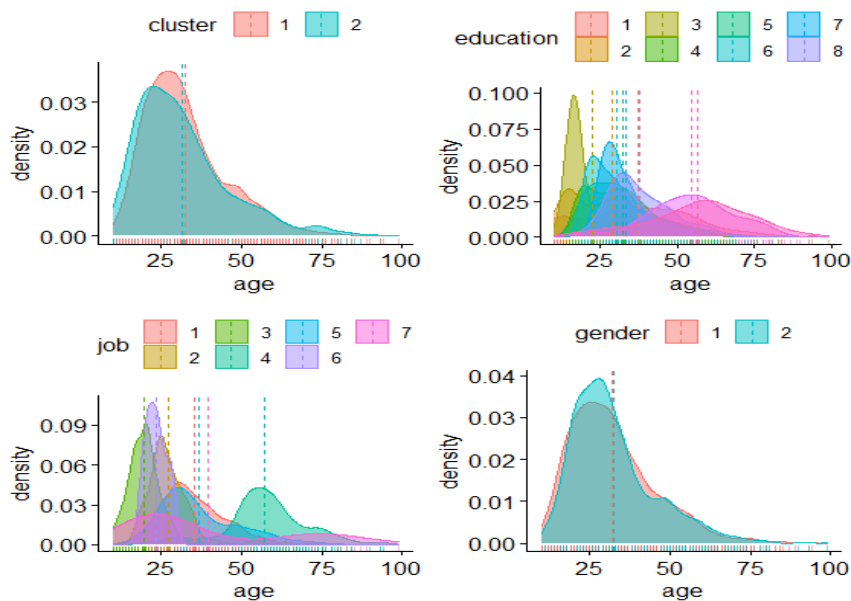 cluster 1 2
0.03
0.02
0.01
0.00
density
25 50 75 100
age
education 1 3 5 7
2 4 6 8
0.100
0.075
0.050
0.025
0.000
density
25 50 75 100
age
job 1 3 5 7
2 4 6
0.09
0.06
0.03
0.00
density
25 50 75 100
age
gender 1 2
0.04
0.03
0.02
0.01
0.00
density
25 50 75 100
age